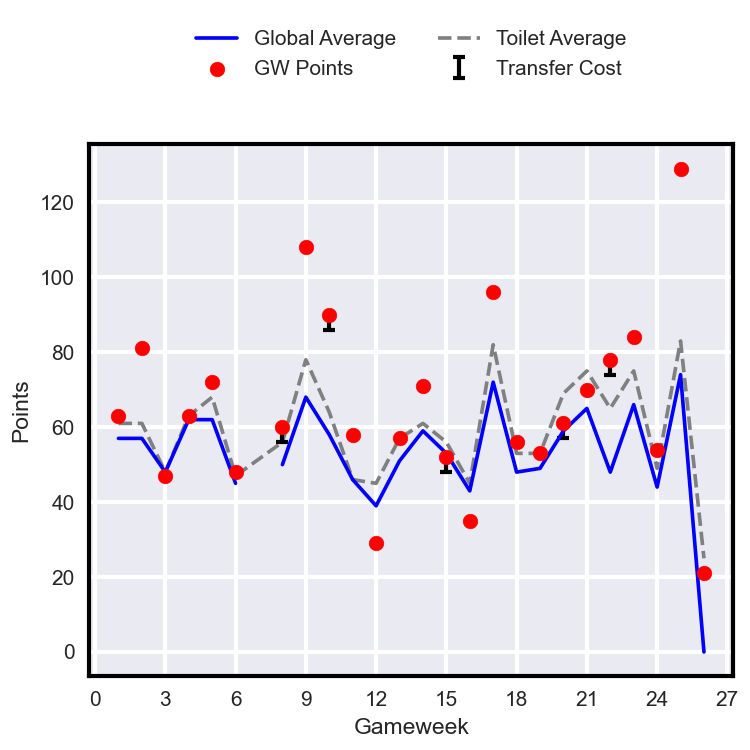 Global Average
Toilet Average
GW Points
Transfer Cost
120
100
80
60
40
20
0
Points
0 3 6 9 12 15 18 21 24 27
Gameweek